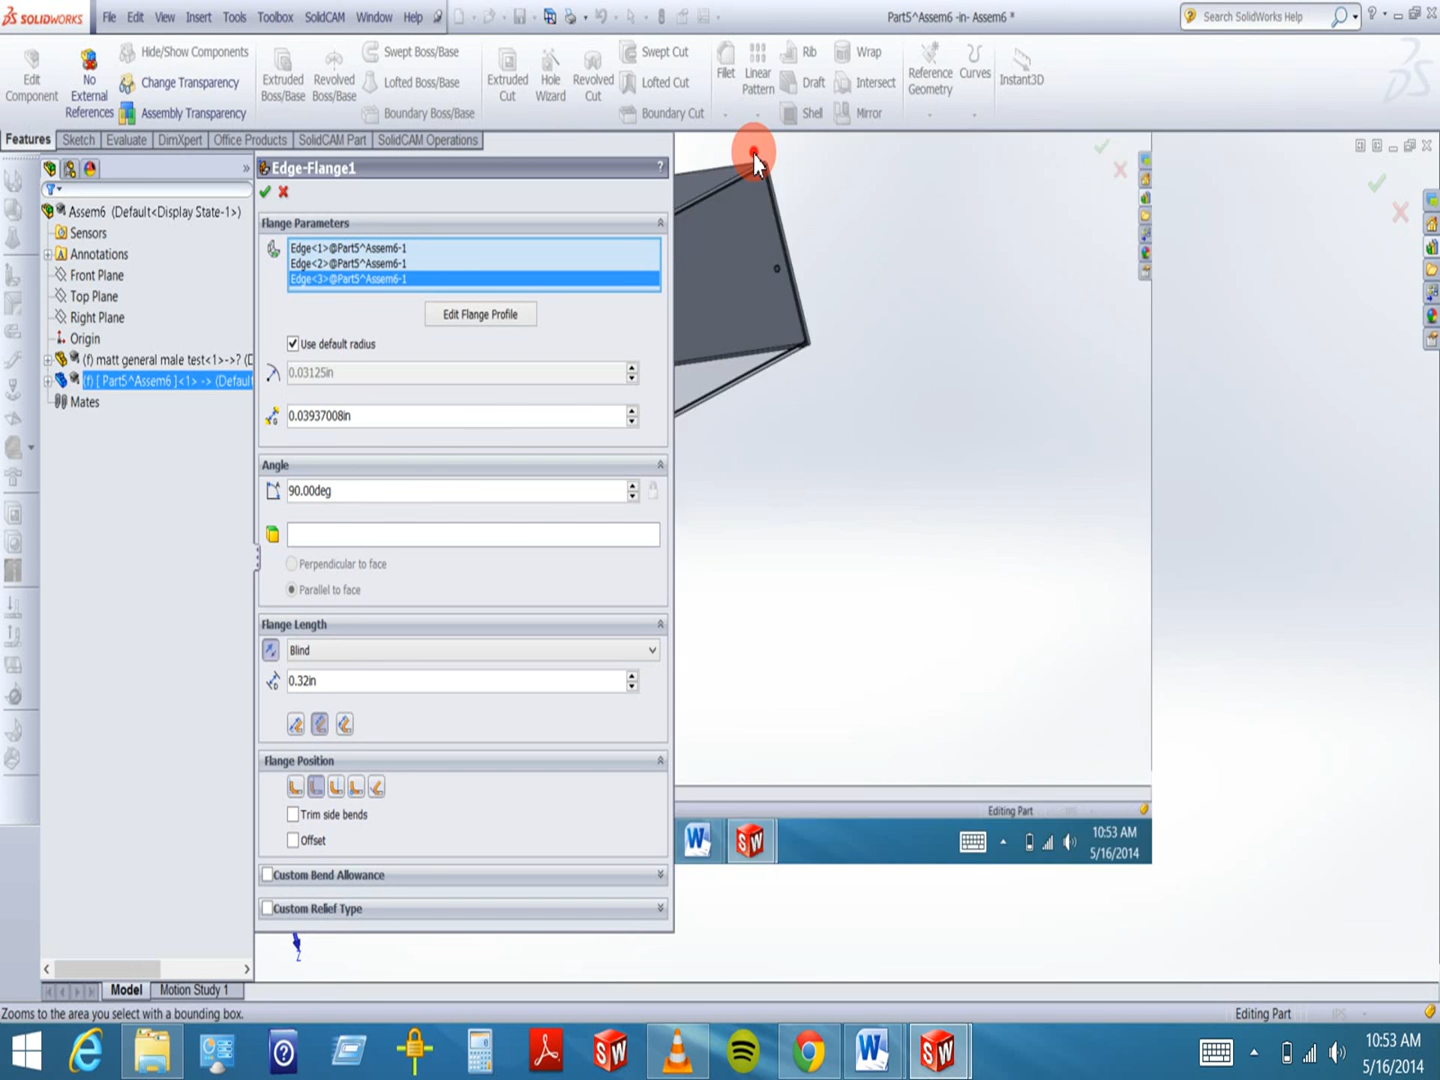 SOLIDWORKS File Edit View Insert Tools Toolbox SolidCAM Window Help Part5^Assem6 -in- Assem6 * Search SolidWorks Help
Edit Component
No External References
Hide/Show Components
Change Transparency
Assembly Transparency
Extruded Boss/Base
Revolved Boss/Base
Swept Boss/Base
Lofted Boss/Base
Boundary Boss/Base
Extruded Cut
Hole Wizard
Revolved Cut
Swept Cut
Lofted Cut
Boundary Cut
Fillet
Linear Pattern
Rib
Draft
Shell
Wrap
Intersect
Mirror
Reference Geometry
Curves
Instant3D
Features Sketch Evaluate DimXpert Office Products SolidCAM Part SolidCAM Operations
Assem6 (Default<Display State-1>)
Sensors
Annotations
Front Plane
Top Plane
Right Plane
Origin
(f) matt general male test<1>->? (D
(f) [ Part5^Assem6 ]<1> -> (Default
Mates
Edge-Flange1 ?
Flange Parameters
Edge<1>@Part5^Assem6-1
Edge<2>@Part5^Assem6-1
Edge<3>@Part5^Assem6-1
Edit Flange Profile
Use default radius
0.03125in
0.03937008in
Angle
90.00deg
Perpendicular to face
Parallel to face
Flange Length
Blind
0.32in
Flange Position
Trim side bends
Offset
Custom Bend Allowance
Custom Relief Type
Editing Part
10:53 AM
5/16/2014
Z
Model Motion Study 1
Zooms to the area you select with a bounding box. Editing Part IPS
10:53 AM
5/16/2014